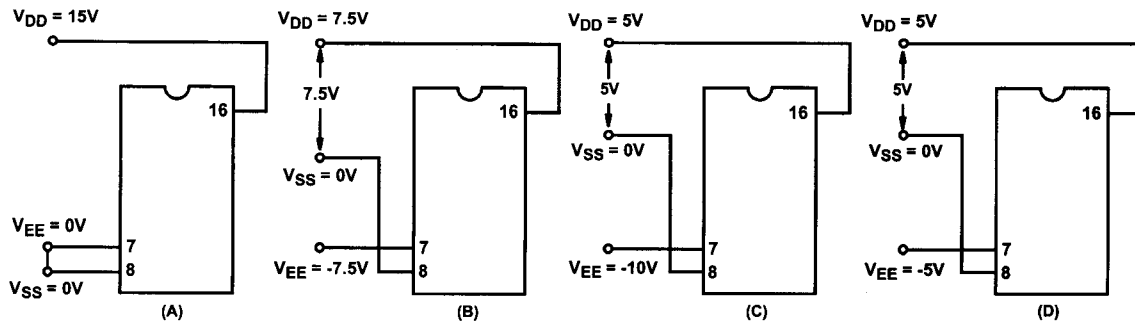 VDD = 15V
16
VEE = 0V
7
8
VSS = 0V
(A)
VDD = 7.5V
7.5V
16
VSS = 0V
7
VEE = -7.5V
8
(B)
VDD = 5V
5V
16
VSS = 0V
7
VEE = -10V
8
(C)
VDD = 5V
5V
16
VSS = 0V
7
VEE = -5V
8
(D)